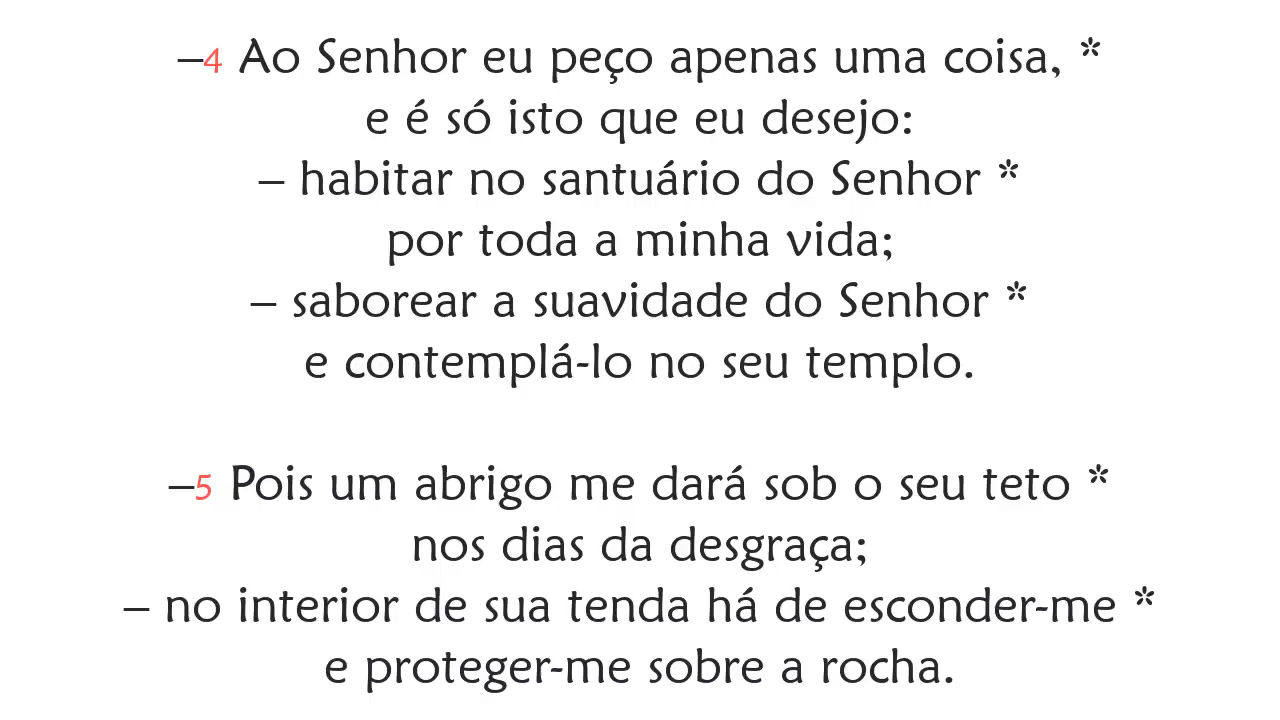 –4 Ao Senhor eu peço apenas uma coisa, *
e é só isto que eu desejo:
– habitar no santuário do Senhor *
por toda a minha vida;
– saborear a suavidade do Senhor *
e contemplá-lo no seu templo.
–5 Pois um abrigo me dará sob o seu teto *
nos dias da desgraça;
– no interior de sua tenda há de esconder-me *
e proteger-me sobre a rocha.